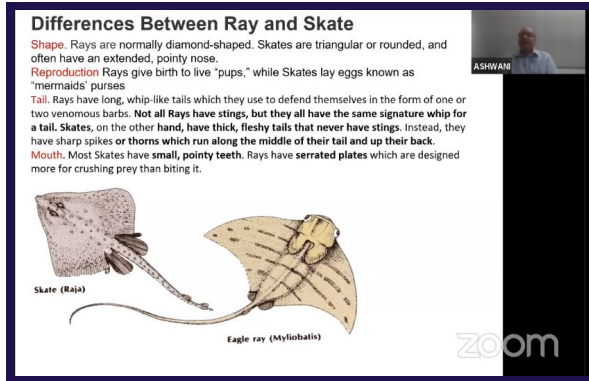 Differences Between Ray and Skate
Shape. Rays are normally diamond-shaped. Skates are triangular or rounded, and
often have an extended, pointy nose.
Reproduction Rays give birth to live “pups,” while Skates lay eggs known as
“mermaids’ purses
Tail. Rays have long, whip-like tails which they use to defend themselves in the form of one or
two venomous barbs. Not all Rays have stings, but they all have the same signature whip for
a tail. Skates, on the other hand, have thick, fleshy tails that never have stings. Instead, they
have sharp spikes or thorns which run along the middle of their tail and up their back.
Mouth. Most Skates have small, pointy teeth. Rays have serrated plates which are designed
more for crushing prey than biting it.
ASHWANI
Skate (Raja)
Eagle ray (Myliobatis)
zoom